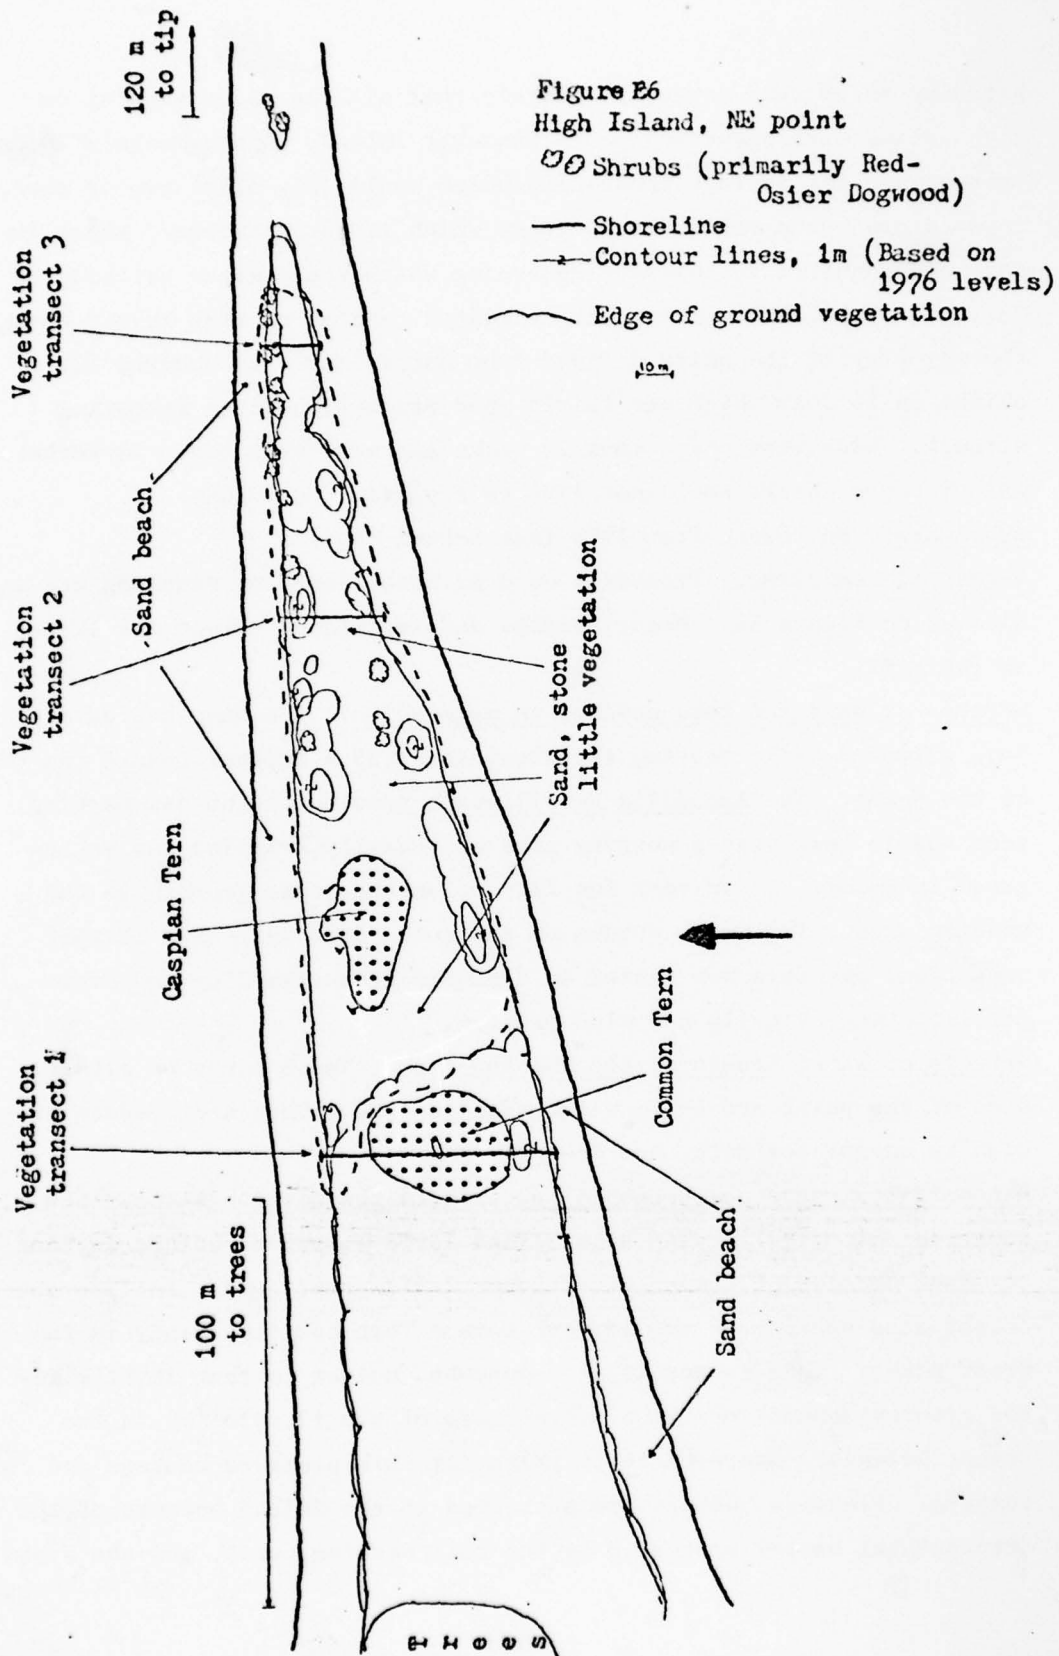 Figure E6
High Island, NE point
Shrubs (primarily Red-
Osier Dogwood)
Shoreline
Contour lines, 1m (Based on
1976 levels)
Edge of ground vegetation
10 m
120 m
to tip
Vegetation
transect 3
Sand beach
Vegetation
transect 2
Sand, stone
little vegetation
Caspian Tern
Common Tern
Vegetation
transect 1
100 m
to trees
Sand beach
Trees